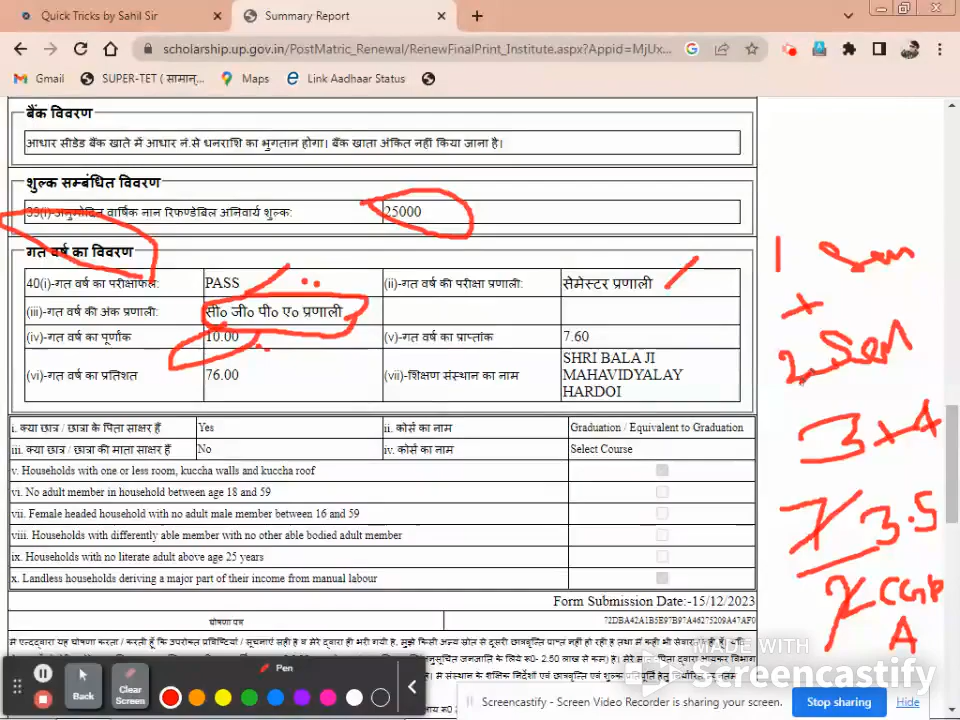 Quick Tricks by Sahil Sir
Summary Report
scholarship.up.gov.in/PostMatric_Renewal/RenewFinalPrint_Institute.aspx?Appid=MjUx...
Gmail SUPER-TET ( सामान्... Maps Link Aadhaar Status
बैंक विवरण
आधार सीडेड बैंक खाते में आधार नं.से धनराशि का भुगतान होगा। बैंक खाता अंकित नहीं किया जाना है।
शुल्क सम्बंधित विवरण
39(i)-अनुमोदित वार्षिक नान रिफण्डेबिल अनिवार्य शुल्क: 25000
गत वर्ष का विवरण
40(i)-गत वर्ष का परीक्षाफल: PASS (ii)-गत वर्ष की परीक्षा प्रणाली: सेमेस्टर प्रणाली
(iii)-गत वर्ष की अंक प्रणाली: सी० जी० पी० ए० प्रणाली
(iv)-गत वर्ष का पूर्णांक 10.00 (v)-गत वर्ष का प्राप्तांक 7.60
(vi)-गत वर्ष का प्रतिशत 76.00 (vii)-शिक्षण संस्थान का नाम SHRI BALA JI
MAHAVIDYALAY
HARDOI
i. क्या छात्र / छात्रा के पिता साक्षर हैं Yes ii. कोर्स का नाम Graduation / Equivalent to Graduation
iii. क्या छात्र / छात्रा की माता साक्षर हैं No iv. कोर्स का नाम Select Course
v. Households with one or less room, kuccha walls and kuccha roof
vi. No adult member in household between age 18 and 59
vii. Female headed household with no adult male member between 16 and 59
viii. Households with differently able member with no other able bodied adult member
ix. Households with no literate adult above age 25 years
x. Landless households deriving a major part of their income from manual labour
Form Submission Date:-15/12/2023
घोषणा पत्र 72DBA42A1B5E97B97A46275209A47AF0
1 Sem
+
2 Sem
3 + 4
7 3.5
2 CGP
A
MADE WITH
Screencastify
Pen
Back
Clear
Screen
Screencastify - Screen Video Recorder is sharing your screen.
Stop sharing
Hide